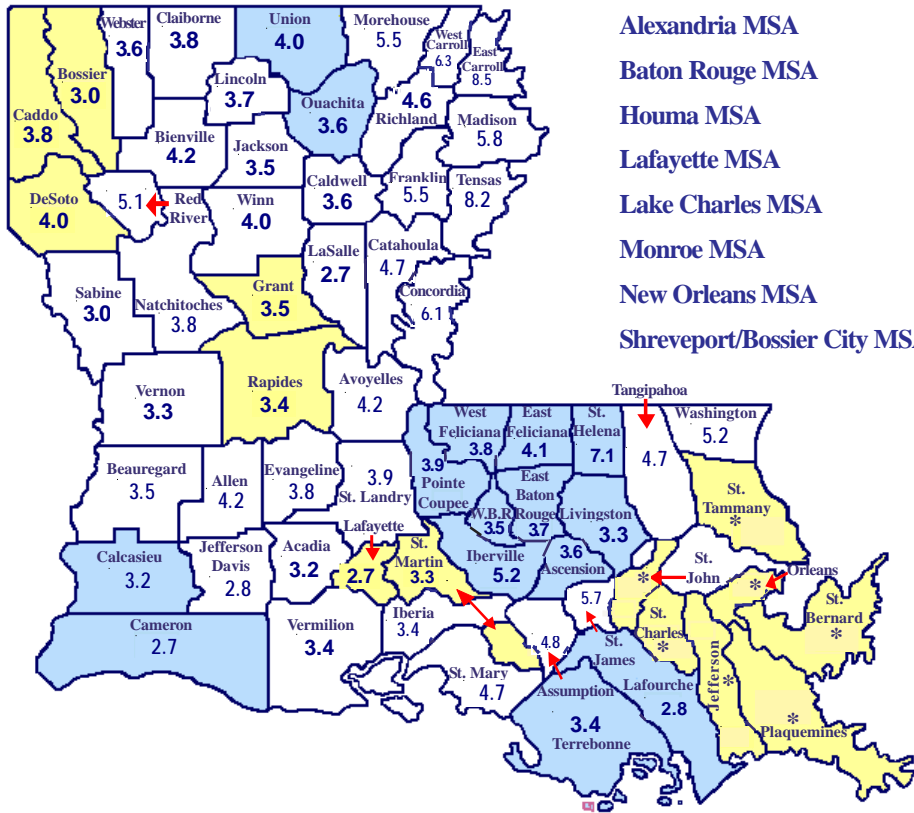 Alexandria MSA
Baton Rouge MSA
Houma MSA
Lafayette MSA
Lake Charles MSA
Monroe MSA
New Orleans MSA
Shreveport/Bossier City MSA
Caddo
3.8
Bossier
3.0
Webster
3.6
Claiborne
3.8
Union
4.0
Morehouse
5.5
West
Carroll
6.3
East
Carroll
8.5
Lincoln
3.7
Ouachita
3.6
4.6
Richland
Madison
5.8
Bienville
4.2
Jackson
3.5
Caldwell
3.6
Franklin
5.5
Tensas
8.2
DeSoto
4.0
5.1
Red
River
Winn
4.0
LaSalle
2.7
Catahoula
4.7
Concordia
6.1
Sabine
3.0
Natchitoches
3.8
Grant
3.5
Vernon
3.3
Rapides
3.4
Avoyelles
4.2
Tangipahoa
4.7
Washington
5.2
West
Feliciana
3.8
East
Feliciana
4.1
St.
Helena
7.1
3.9
Pointe
Coupee
East
Baton
Rouge
3.7
W.B.R.
3.5
Livingston
3.3
St.
Tammany
*
Beauregard
3.5
Allen
4.2
Evangeline
3.8
3.9
St. Landry
Calcasieu
3.2
Jefferson
Davis
2.8
Acadia
3.2
Lafayette
2.7
St.
Martin
3.3
Iberville
5.2
3.6
Ascension
St.
John
*
Orleans
*
St.
Bernard
*
Cameron
2.7
Vermilion
3.4
Iberia
3.4
St. Mary
4.7
4.8
Assumption
5.7
St.
James
St.
Charles
*
Jefferson
*
Plaquemines
*
Lafourche
2.8
3.4
Terrebonne